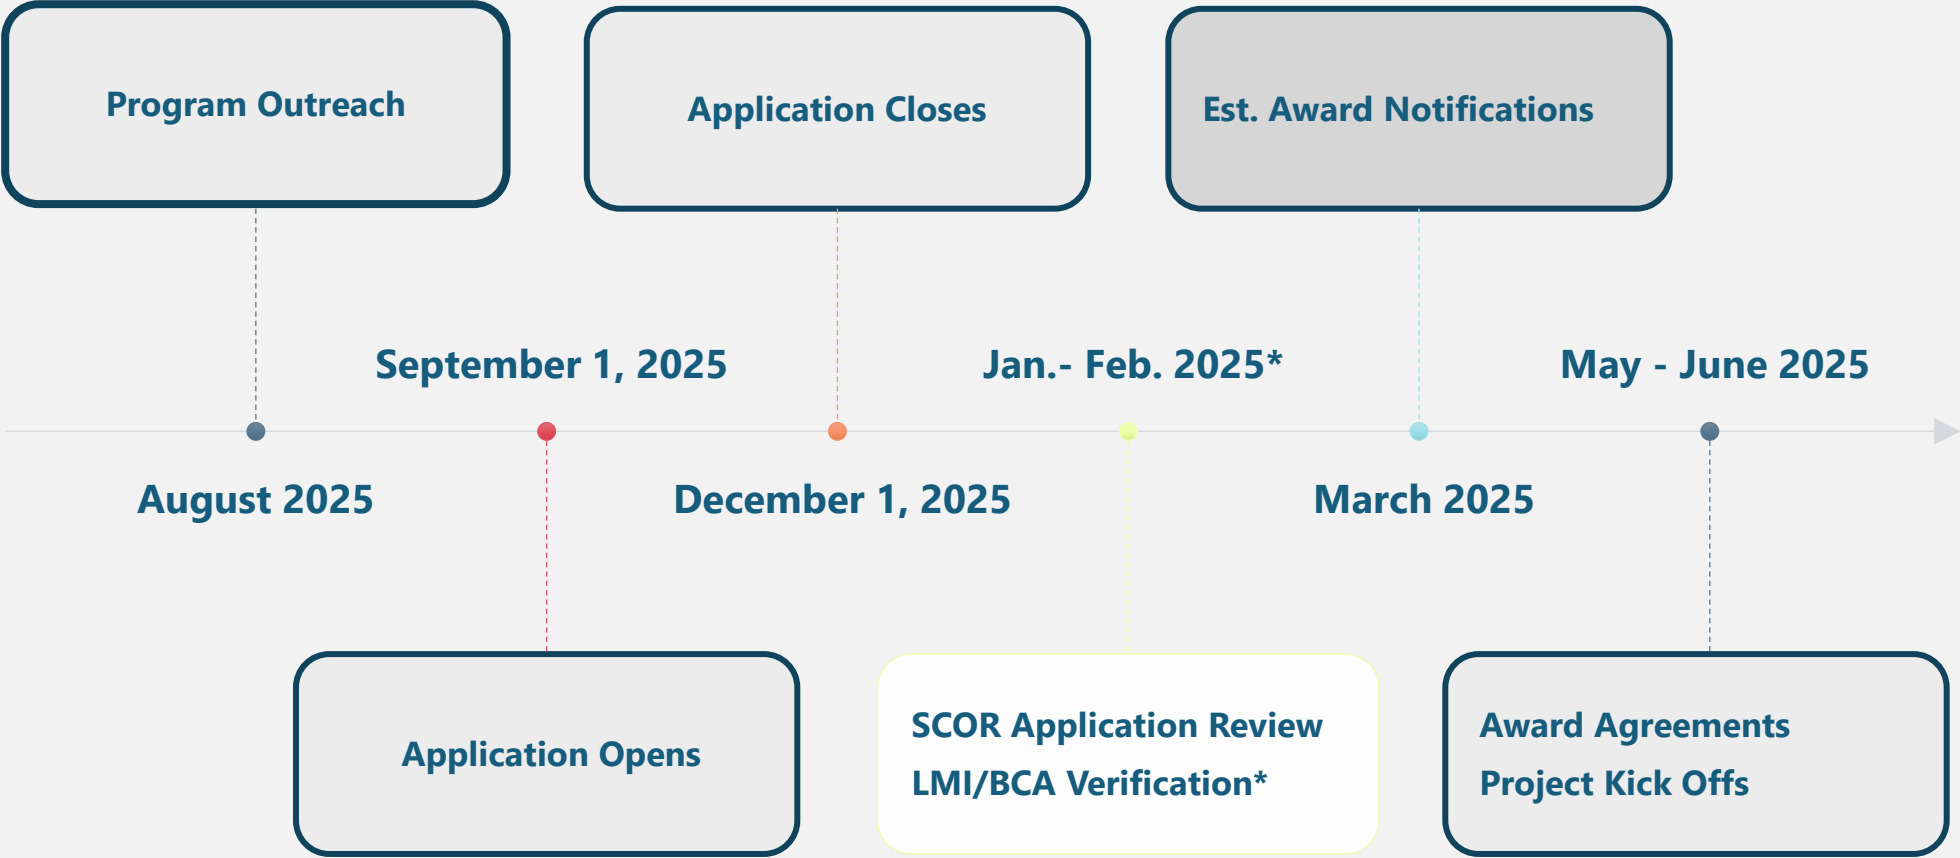 Program Outreach
Application Closes
Est. Award Notifications
September 1, 2025
Jan.- Feb. 2025*
May - June 2025
August 2025
December 1, 2025
March 2025
Application Opens
SCOR Application Review
LMI/BCA Verification*
Award Agreements
Project Kick Offs